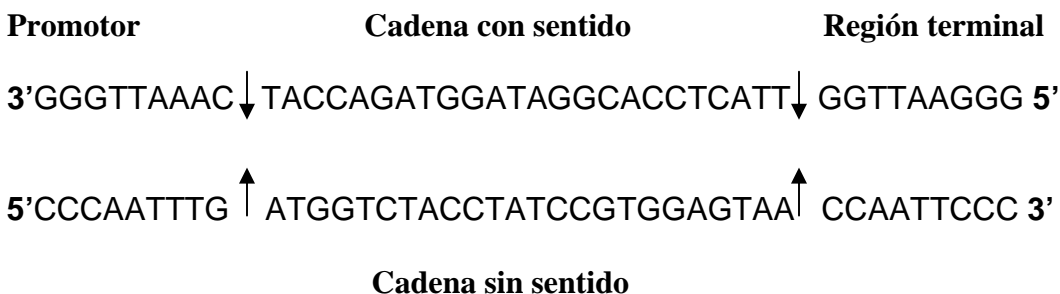 Promotor Cadena con sentido Región terminal
3’GGGTTAAAC TACCAGATGGATAGGCACCTCATT GGTTAAGGG 5’
5’CCCAATTTG ATGGTCTACCTATCCGTGGAGTAA CCAATTCCC 3’
Cadena sin sentido